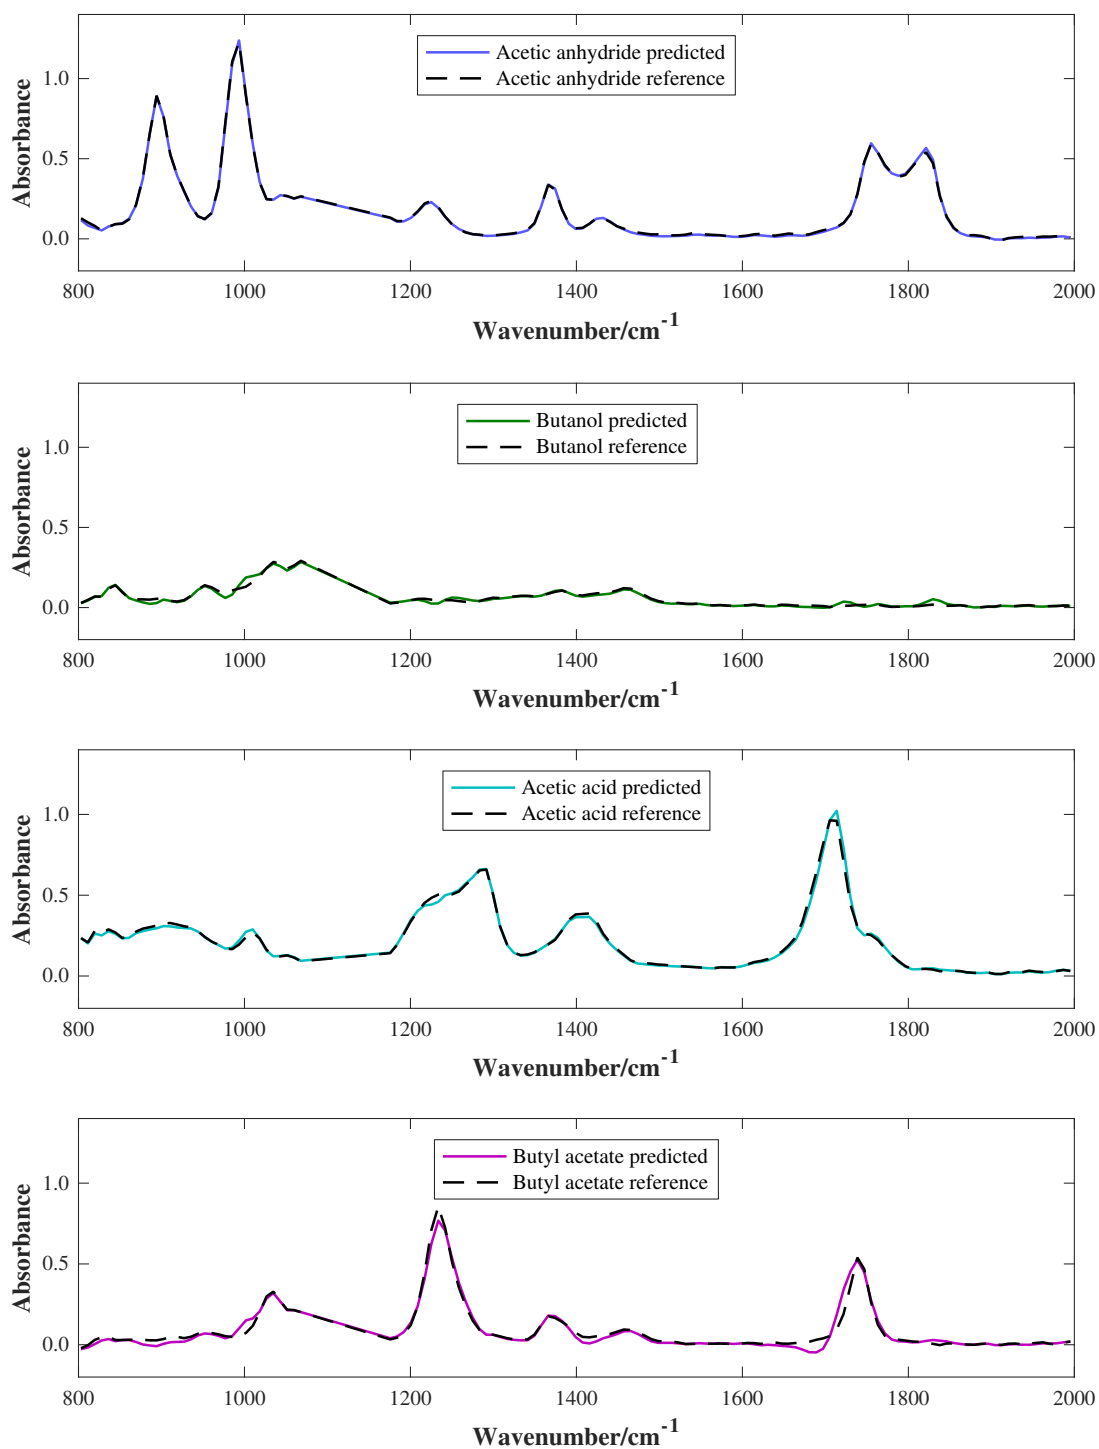 Acetic anhydride predicted
Acetic anhydride reference
1.0
0.5
0.0
Absorbance
800 1000 1200 1400 1600 1800 2000
Wavenumber/cm⁻¹
Butanol predicted
Butanol reference
1.0
0.5
0.0
Absorbance
800 1000 1200 1400 1600 1800 2000
Wavenumber/cm⁻¹
Acetic acid predicted
Acetic acid reference
1.0
0.5
0.0
Absorbance
800 1000 1200 1400 1600 1800 2000
Wavenumber/cm⁻¹
Butyl acetate predicted
Butyl acetate reference
1.0
0.5
0.0
Absorbance
800 1000 1200 1400 1600 1800 2000
Wavenumber/cm⁻¹